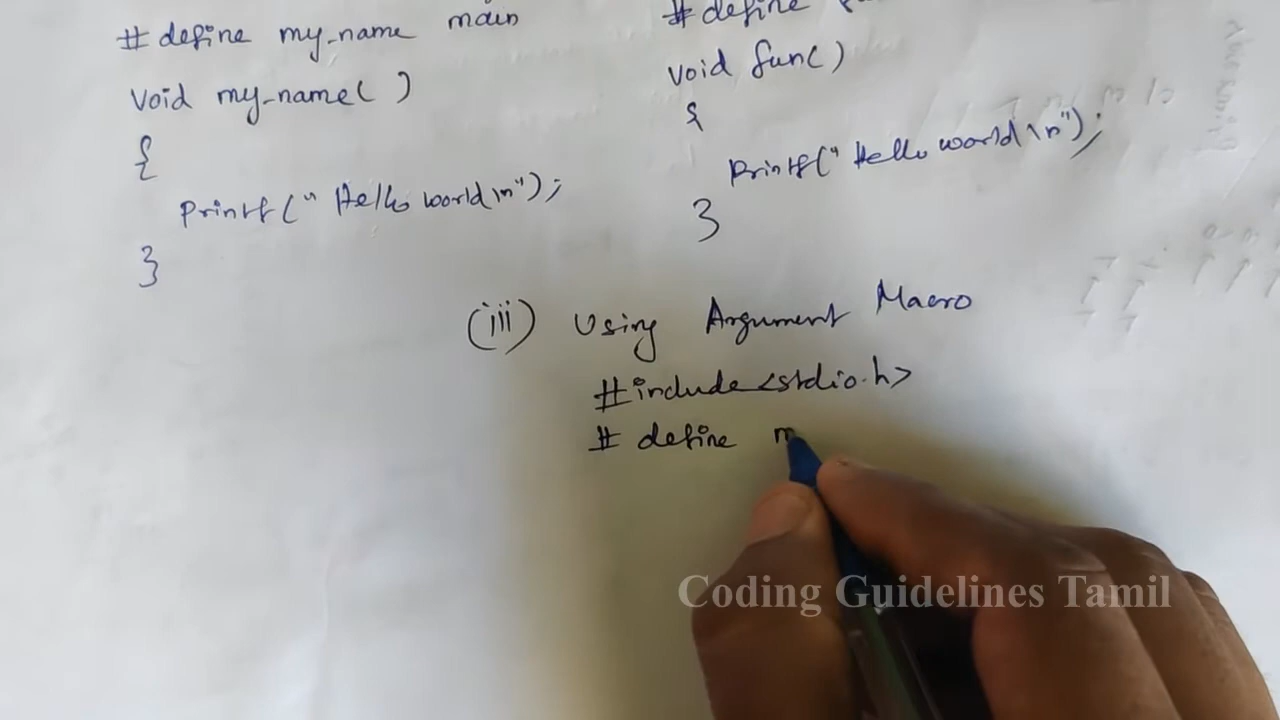 # define my_name main
void my_name( )
{
printf(" Hello world\n");
}
# define
void fun( )
{
printf(" Hello world\n");
}
(iii) Using Argument Macro
#include<stdio.h>
# define m
Coding Guidelines Tamil